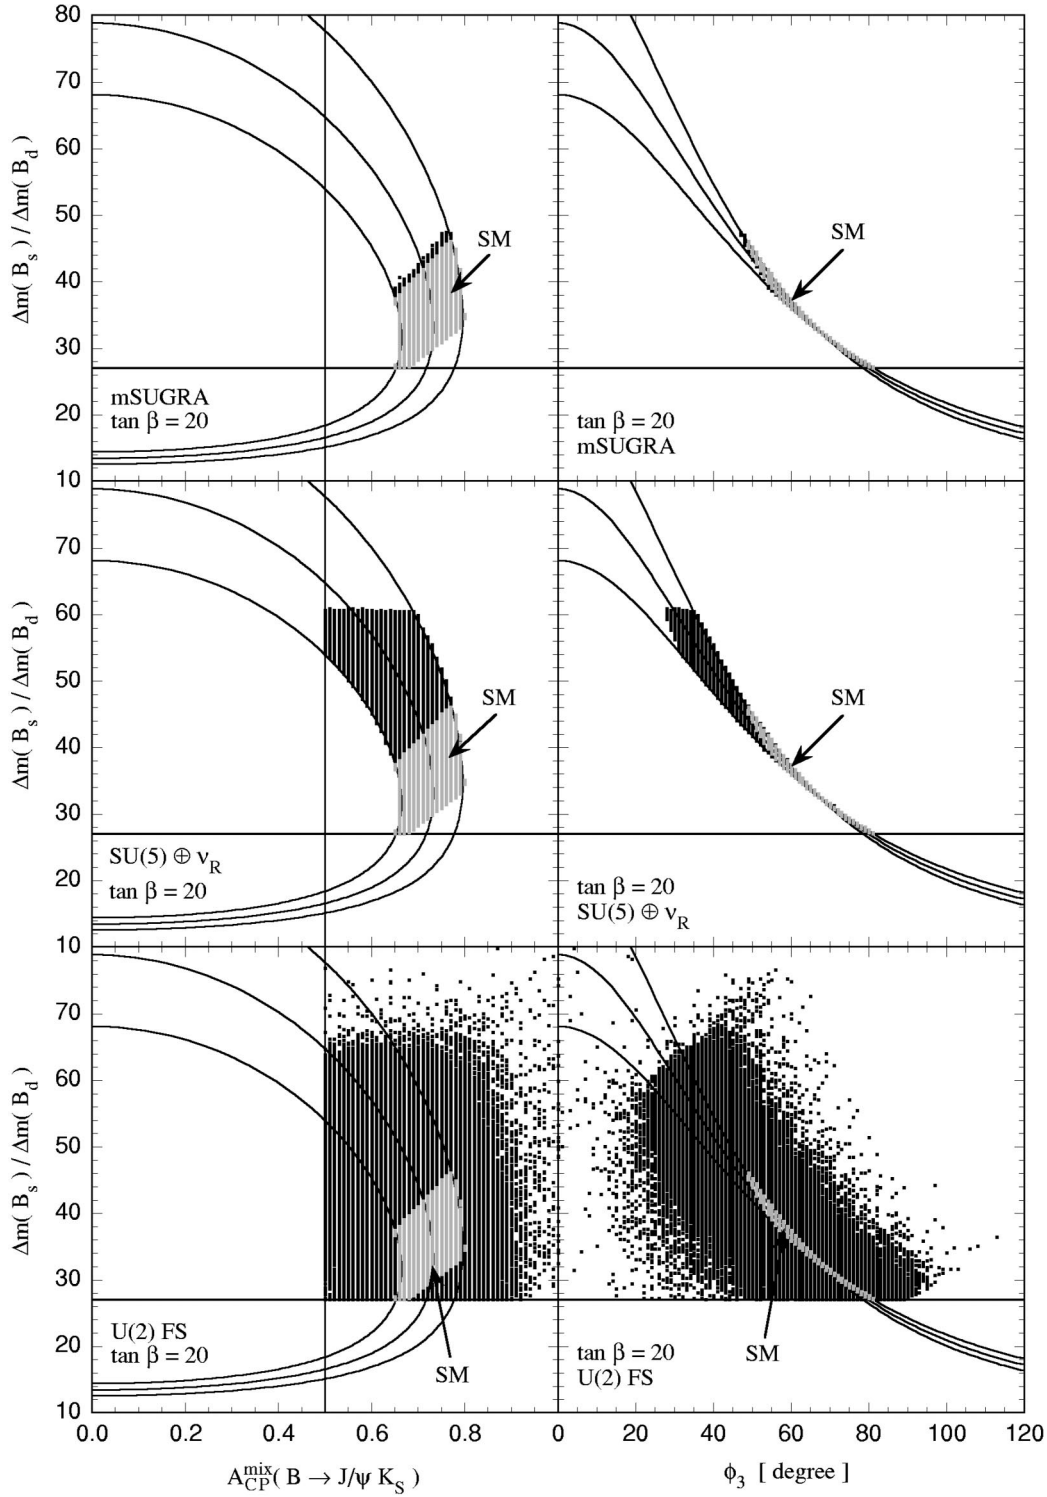 80
70
60
50
40
30
20
10
Δm( B_s ) / Δm( B_d )
SM
mSUGRA
tan β = 20
SM
tan β = 20
mSUGRA
70
60
50
40
30
20
10
Δm( B_s ) / Δm( B_d )
SM
SU(5) ⊕ ν_R
tan β = 20
SM
tan β = 20
SU(5) ⊕ ν_R
70
60
50
40
30
20
10
Δm( B_s ) / Δm( B_d )
U(2) FS
tan β = 20
SM
tan β = 20
U(2) FS
SM
0.0 0.2 0.4 0.6 0.8 0 20 40 60 80 100 120
A_CP^mix( B → J/ψ K_S ) ϕ_3 [ degree ]